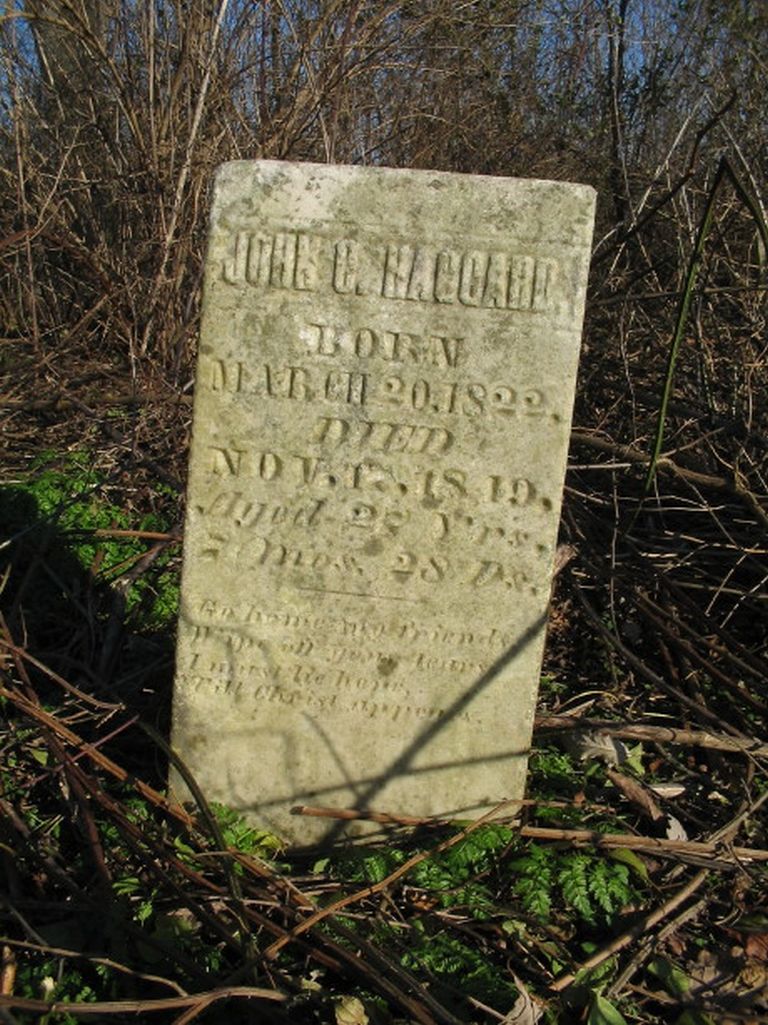 JOHN C. HAGGARD.
BORN
MARCH 20, 1822.
DIED
NOV. 18, 1849.
Aged 27 Yrs.
7 mos. 28 Ds.
Go home my friends
Wipe off your tears
I must lie here,
Till Christ appears.